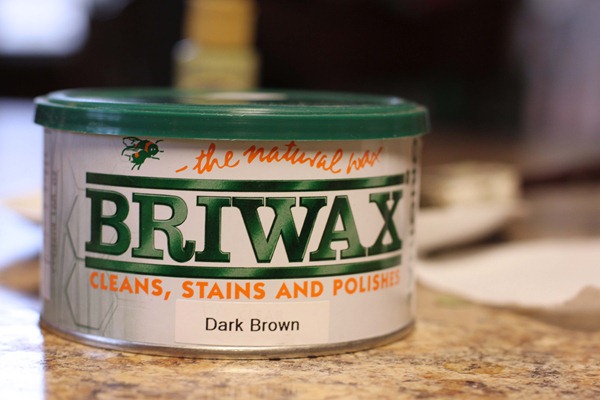 - the natural wax
BRIWAX
CLEANS, STAINS AND POLISHES
Dark Brown